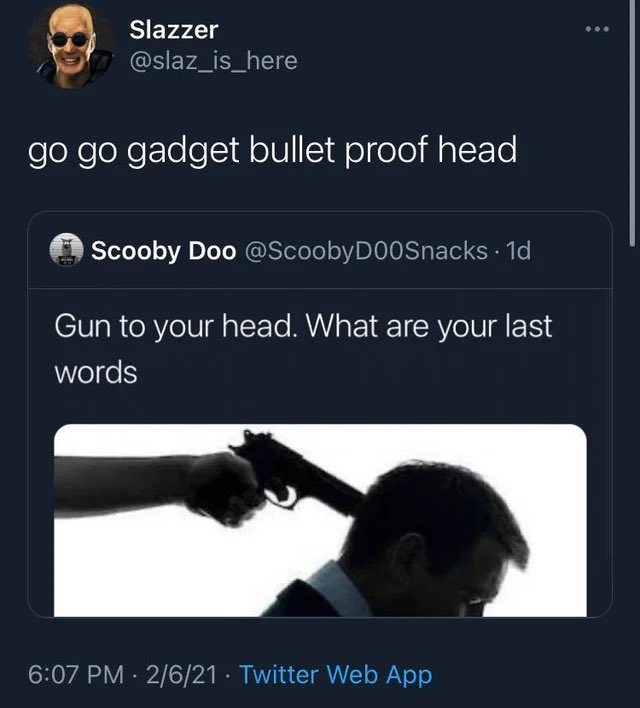 Slazzer
@slaz_is_here
go go gadget bullet proof head
Scooby Doo @ScoobyD00Snacks · 1d
Gun to your head. What are your last
words
6:07 PM · 2/6/21 · Twitter Web App